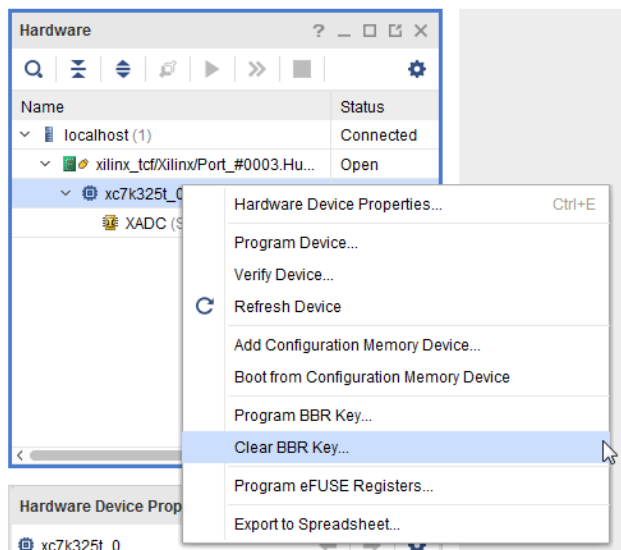 Hardware
Name Status
localhost (1) Connected
xilinx_tcf/Xilinx/Port_#0003.Hu... Open
xc7k325t_0
XADC (S
Hardware Device Properties... Ctrl+E
Program Device...
Verify Device...
Refresh Device
Add Configuration Memory Device...
Boot from Configuration Memory Device
Program BBR Key...
Clear BBR Key...
Program eFUSE Registers...
Export to Spreadsheet...
Hardware Device Prop
xc7k325t_0